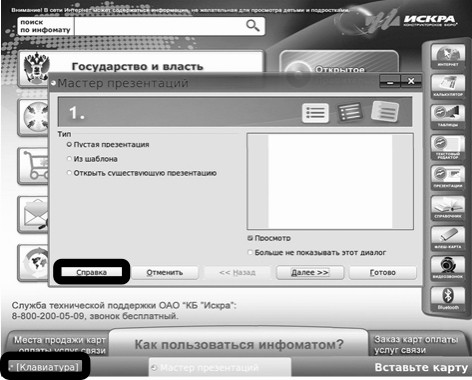 Внимание! В сети Интернет может содержаться информация, не желательная для просмотра детьми и подростками.
поиск
по инфомату
ИСКРА
КОНСТРУКТОРСКОЕ БЮРО
Государство и власть
Открытое
ИНТЕРНЕТ
КАЛЬКУЛЯТОР
ТАБЛИЦЫ
ТЕКСТОВЫЙ
РЕДАКТОР
ПРЕЗЕНТАЦИИ
СПРАВОЧНИК
ФЛЕШ-КАРТА
ВИДЕОЗВОНОК
Bluetooth
Мастер презентаций
1.
Тип
Пустая презентация
Из шаблона
Открыть существующую презентацию
Просмотр
Больше не показывать этот диалог
Справка
Отменить
<< Назад
Далее >>
Готово
Служба технической поддержки ОАО "КБ "Искра":
8-800-200-05-09, звонок бесплатный.
Места продажи карт
оплаты услуг связи
Как пользоваться инфоматом?
Заказ карт оплаты
услуг связи
[Клавиатура]
Мастер презентаций
Вставьте карту